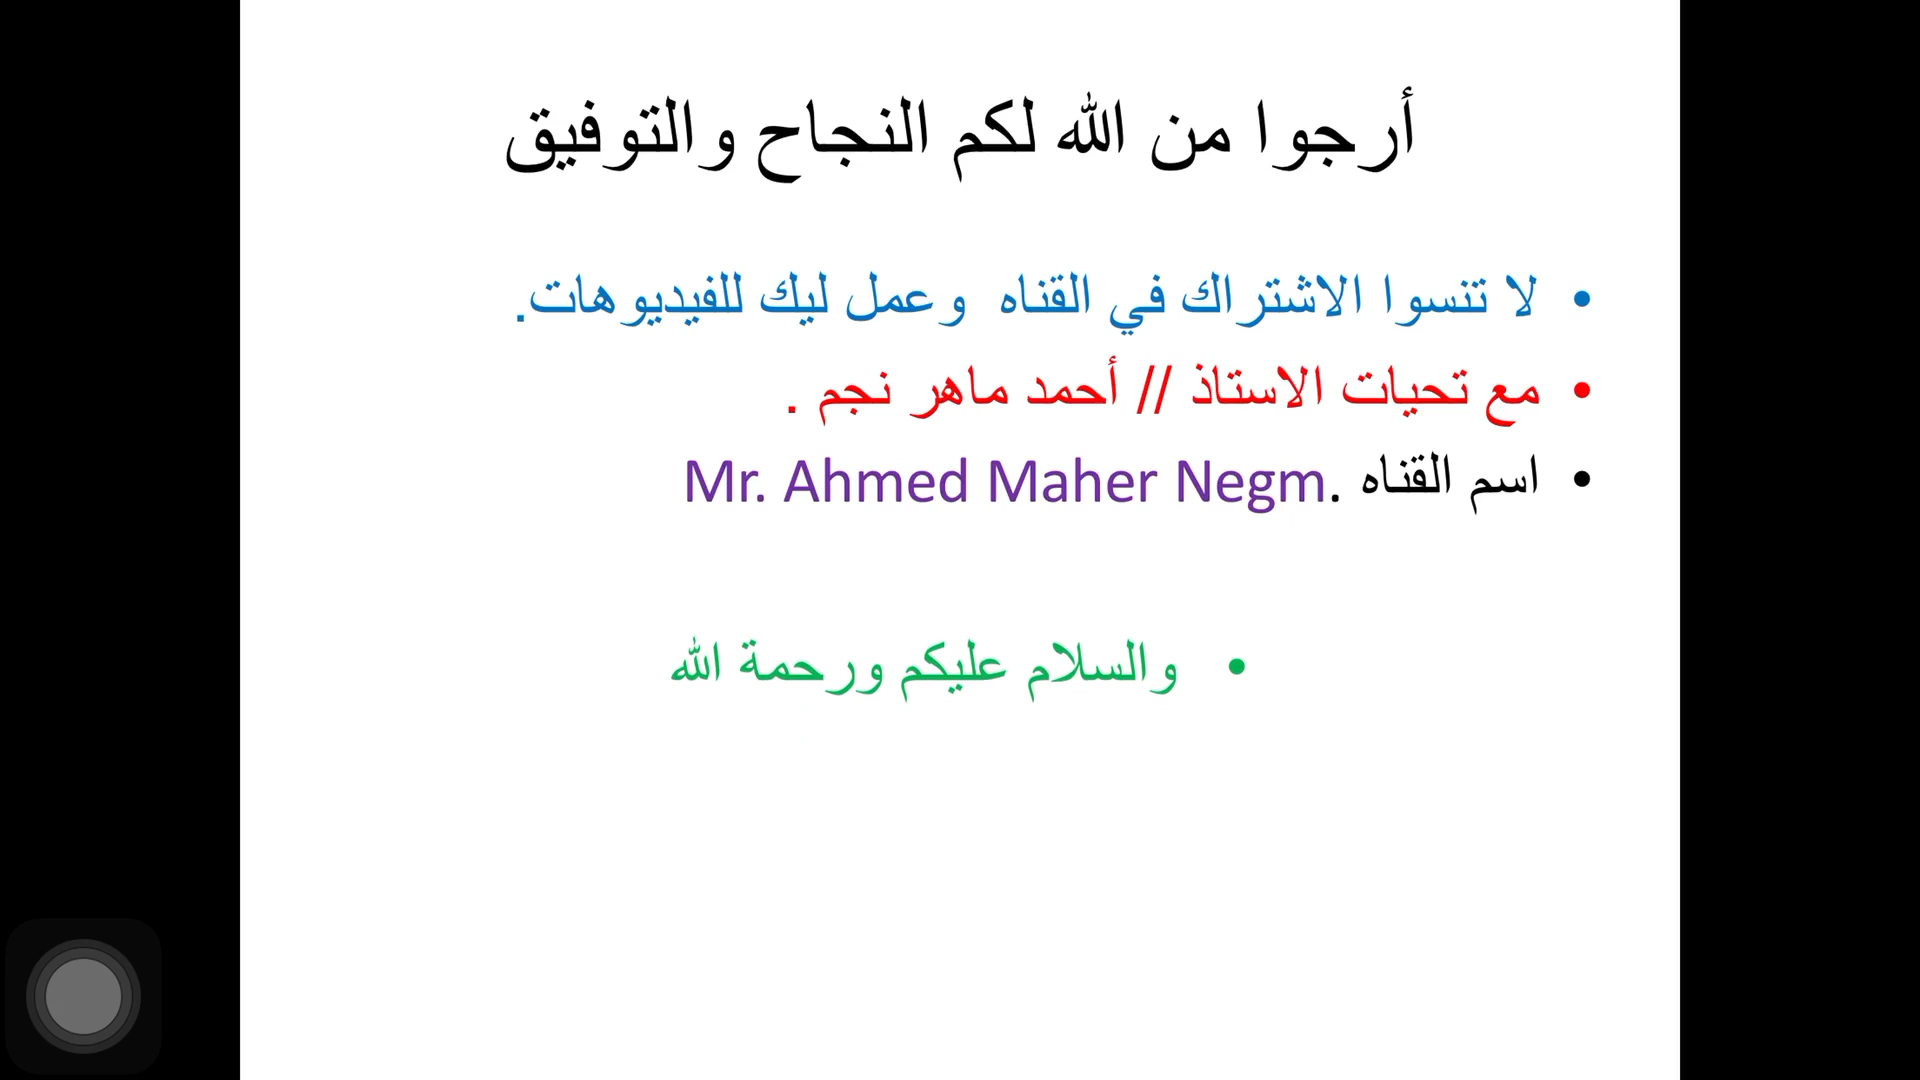 أرجوا من الله لكم النجاح والتوفيق
• لا تنسوا الاشتراك في القناه وعمل ليك للفيديوهات.
• مع تحيات الاستاذ // أحمد ماهر نجم .
• اسم القناه .Mr. Ahmed Maher Negm
• والسلام عليكم ورحمة الله